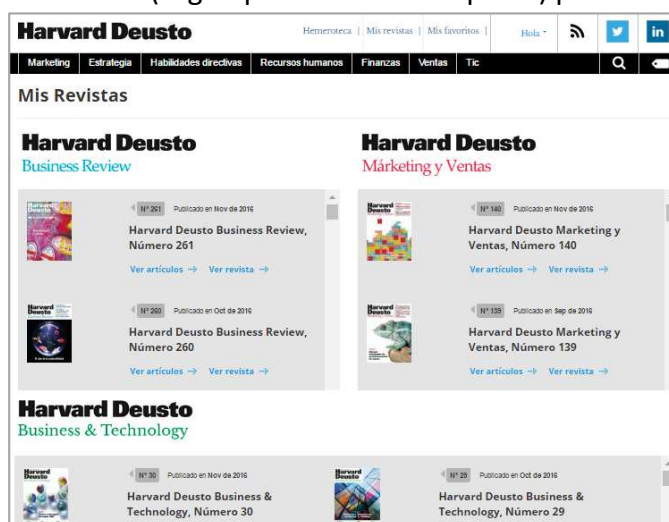 Harvard Deusto
Hemeroteca | Mis revistas | Mis favoritos | Hola
in
Marketing Estrategia Habilidades directivas Recursos humanos Finanzas Ventas Tic
Mis Revistas
Harvard Deusto
Business Review
Nº 261 Publicado en Nov de 2016
Harvard Deusto Business Review,
Número 261
Ver artículos → Ver revista →
Nº 260 Publicado en Oct de 2016
Harvard Deusto Business Review,
Número 260
Ver artículos → Ver revista →
Harvard Deusto
Márketing y Ventas
Nº 140 Publicado en Nov de 2016
Harvard Deusto Marketing y
Ventas, Número 140
Ver artículos → Ver revista →
Nº 139 Publicado en Sep de 2016
Harvard Deusto Marketing y
Ventas, Número 139
Ver artículos → Ver revista →
Harvard Deusto
Business & Technology
Nº 30 Publicado en Nov de 2016
Harvard Deusto Business &
Technology, Número 30
Nº 29 Publicado en Oct de 2016
Harvard Deusto Business &
Technology, Número 29